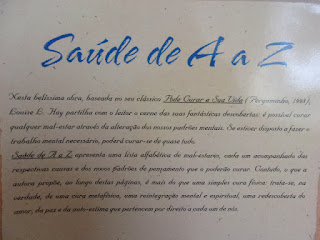 Saúde de A a Z
Nesta belíssima obra, baseada no seu clássico Pode Curar a Sua Vida (Pergaminho, 1998),
Louise L. Hay partilha com o leitor o cerne das suas fantásticas descobertas: é possível curar
qualquer mal-estar através da alteração dos nossos padrões mentais. Se estiver disposto a fazer o
trabalho mental necessário, poderá curar-se de quase tudo.
Saúde de A a Z apresenta uma lista alfabética de mal-estares, cada um acompanhado das
respectivas causas e dos novos padrões de pensamento que o poderão curar. Contudo, o que a
autora propõe, ao longo destas páginas, é mais do que uma simples cura física: trata-se, na
verdade, de uma cura metafísica, uma reintegração mental e espiritual, uma redescoberta do
amor, da paz e da auto-estima que pertencem por direito a cada um de nós.